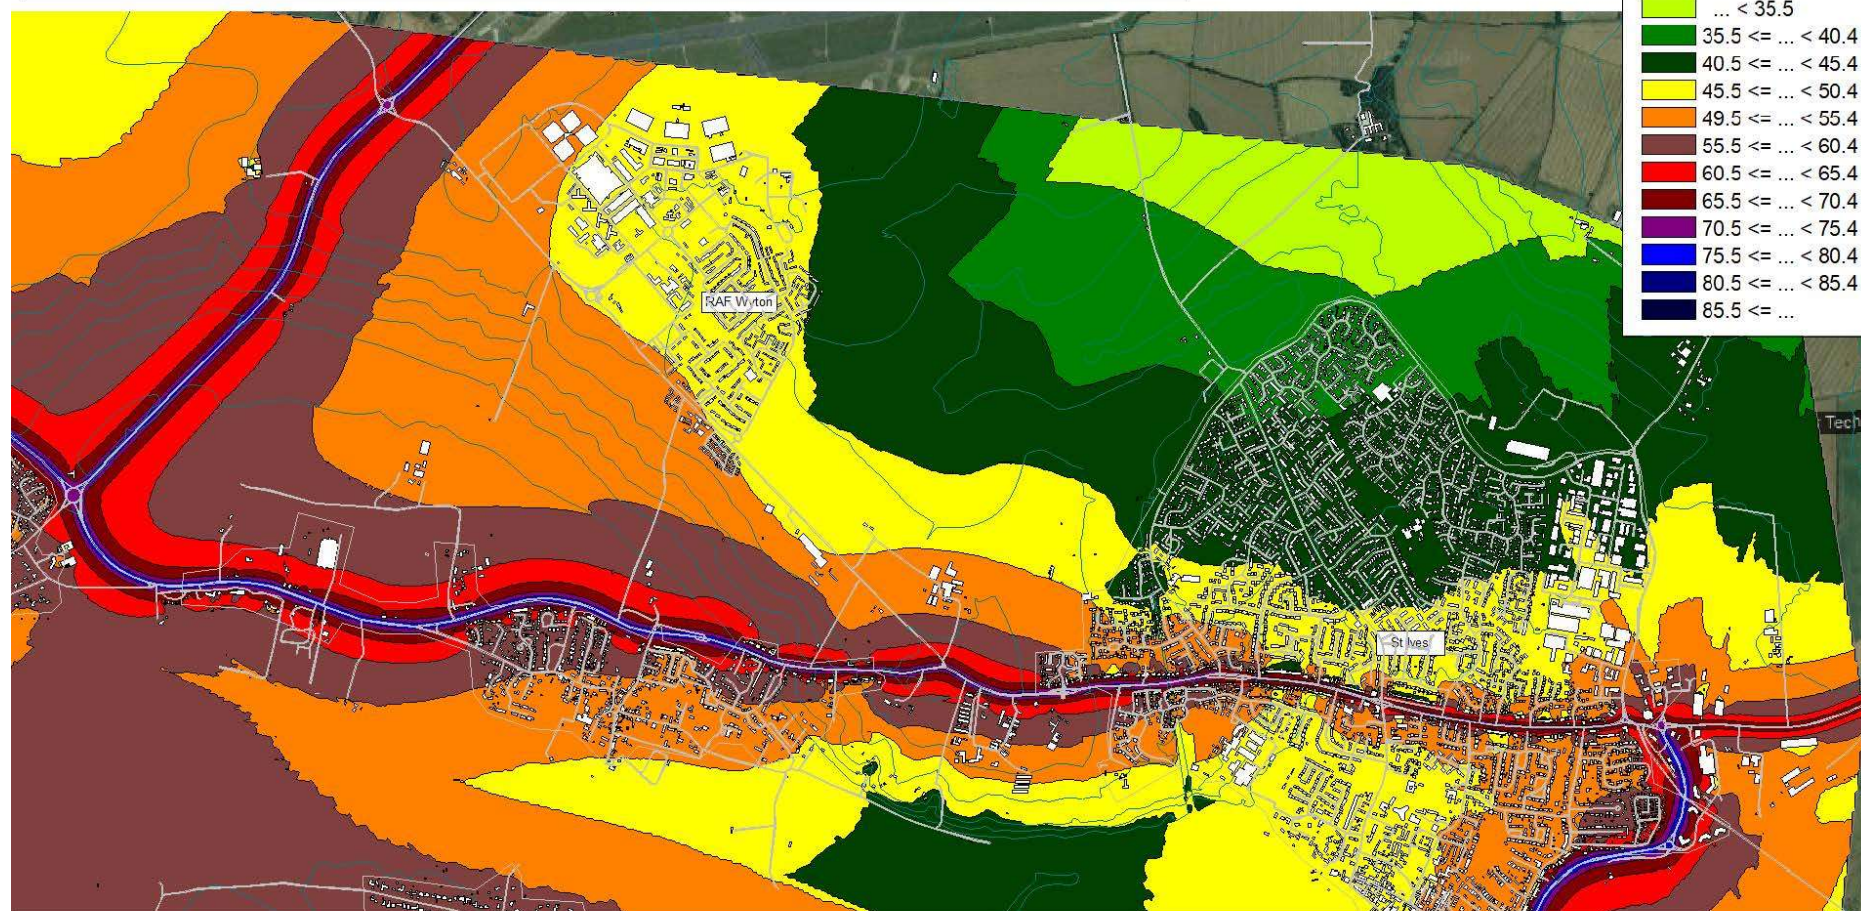 ... < 35.5
35.5 <= ... < 40.4
40.5 <= ... < 45.4
45.5 <= ... < 50.4
49.5 <= ... < 55.4
55.5 <= ... < 60.4
60.5 <= ... < 65.4
65.5 <= ... < 70.4
70.5 <= ... < 75.4
75.5 <= ... < 80.4
80.5 <= ... < 85.4
85.5 <= ...
RAF Wyton
Tech
St Ives